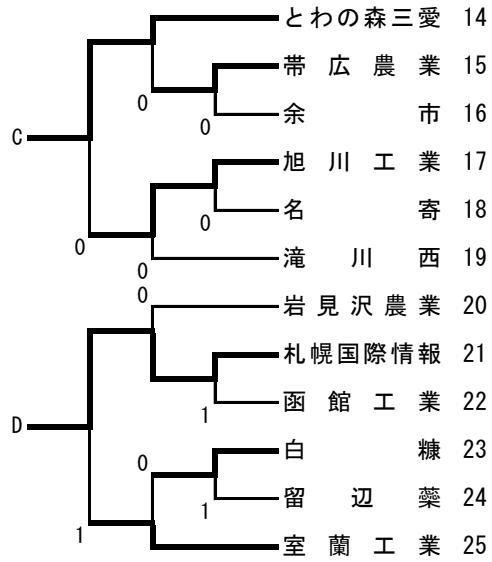 とわの森三愛 14
帯広農業 15
0
余市 16
0
C
旭川工業 17
名寄 18
0
0
滝川西 19
0
0
岩見沢農業 20
札幌国際情報 21
函館工業 22
1
D
白糠 23
0
留辺蘂 24
1
1
室蘭工業 25